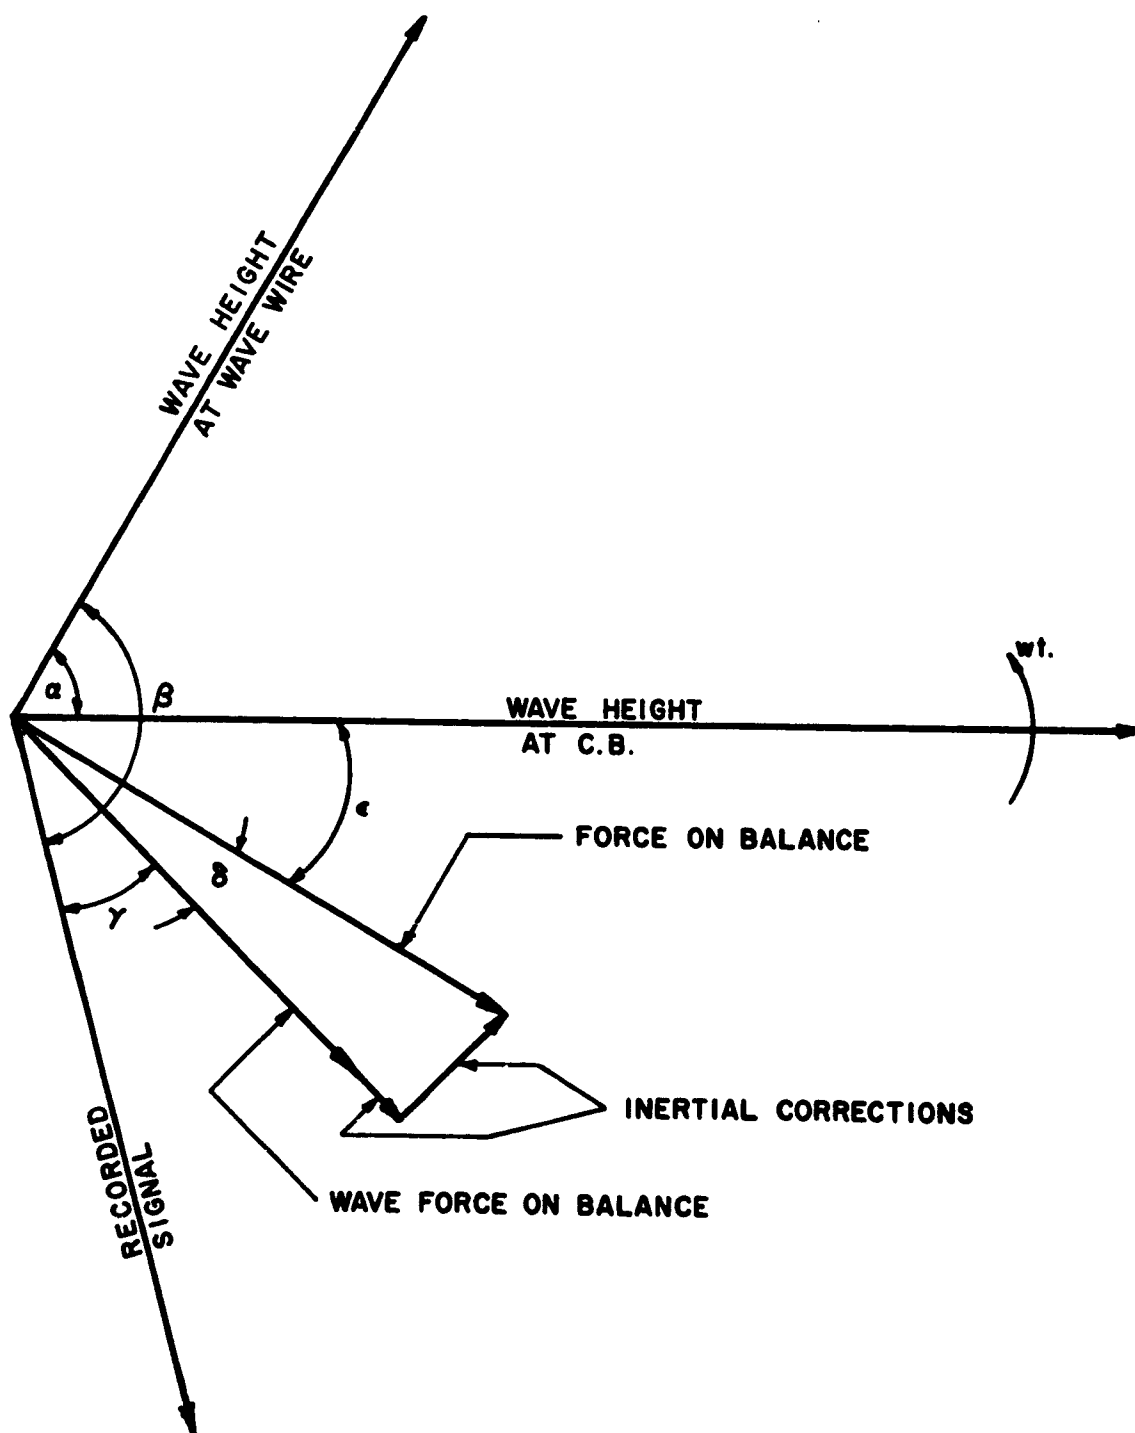 WAVE HEIGHT
AT WAVE WIRE
α
β
wt.
WAVE HEIGHT
AT C.B.
ϵ
FORCE ON BALANCE
δ
γ
INERTIAL CORRECTIONS
RECORDED
SIGNAL
WAVE FORCE ON BALANCE